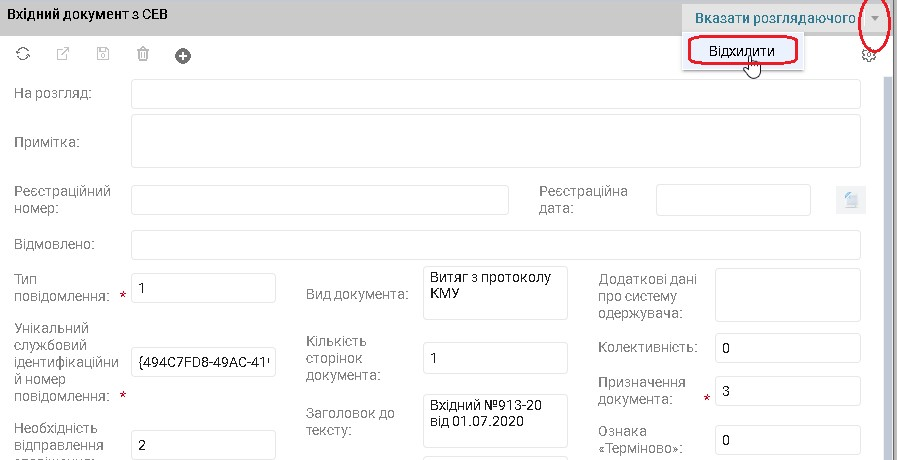 Вхідний документ з СЕВ
Вказати розглядаючого
Відхилити
На розгляд:
Примітка:
Реєстраційний
номер:
Реєстраційна
дата:
Відмовлено:
Тип
повідомлення: *
1
Вид документа:
Витяг з протоколу
КМУ
Додаткові дані
про систему
одержувача:
Унікальний
службовий
ідентифікаційни
й номер
повідомлення: *
{494C7FD8-49AC-41
Кількість
сторінок
документа:
1
Колективність:
0
Призначення
документа: *
3
Заголовок до
тексту:
Вхідний №913-20
від 01.07.2020
Необхідність
відправлення
2
Ознака
«Терміново»:
0